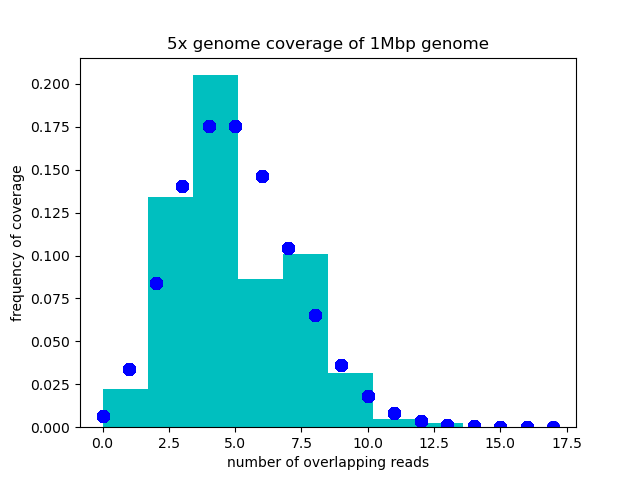 5x genome coverage of 1Mbp genome
frequency of coverage
0.200
0.175
0.150
0.125
0.100
0.075
0.050
0.025
0.000
0.0 2.5 5.0 7.5 10.0 12.5 15.0 17.5
number of overlapping reads